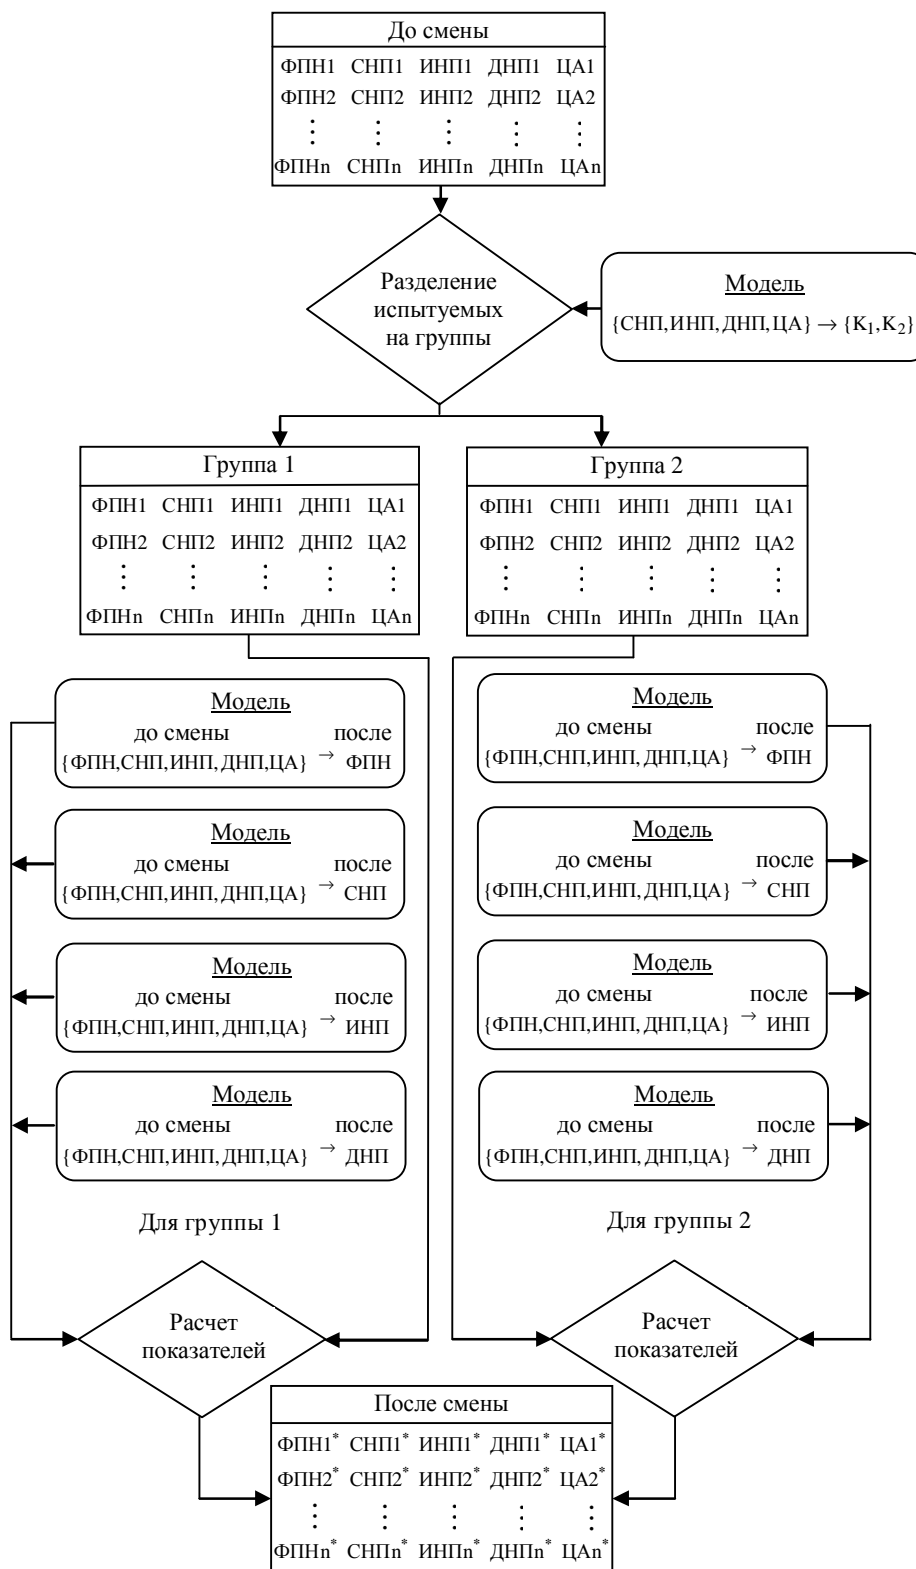 До смены
ФПН1 СНП1 ИНП1 ДНП1 ЦА1
ФПН2 СНП2 ИНП2 ДНП2 ЦА2
ФПНn СНПn ИНПn ДНПn ЦАn
Разделение
испытуемых
на группы
Модель
{СНП,ИНП,ДНП,ЦА} → {K₁,K₂}
Группа 1
ФПН1 СНП1 ИНП1 ДНП1 ЦА1
ФПН2 СНП2 ИНП2 ДНП2 ЦА2
ФПНn СНПn ИНПn ДНПn ЦАn
Группа 2
ФПН1 СНП1 ИНП1 ДНП1 ЦА1
ФПН2 СНП2 ИНП2 ДНП2 ЦА2
ФПНn СНПn ИНПn ДНПn ЦАn
Модель
до смены после
{ФПН,СНП,ИНП,ДНП,ЦА} → ФПН
Модель
до смены после
{ФПН,СНП,ИНП,ДНП,ЦА} → СНП
Модель
до смены после
{ФПН,СНП,ИНП,ДНП,ЦА} → ИНП
Модель
до смены после
{ФПН,СНП,ИНП,ДНП,ЦА} → ДНП
Для группы 1
Расчет
показателей
Модель
до смены после
{ФПН,СНП,ИНП,ДНП,ЦА} → ФПН
Модель
до смены после
{ФПН,СНП,ИНП,ДНП,ЦА} → СНП
Модель
до смены после
{ФПН,СНП,ИНП,ДНП,ЦА} → ИНП
Модель
до смены после
{ФПН,СНП,ИНП,ДНП,ЦА} → ДНП
Для группы 2
Расчет
показателей
После смены
ФПН1* СНП1* ИНП1* ДНП1* ЦА1*
ФПН2* СНП2* ИНП2* ДНП2* ЦА2*
ФПНn* СНПn* ИНПn* ДНПn* ЦАn*